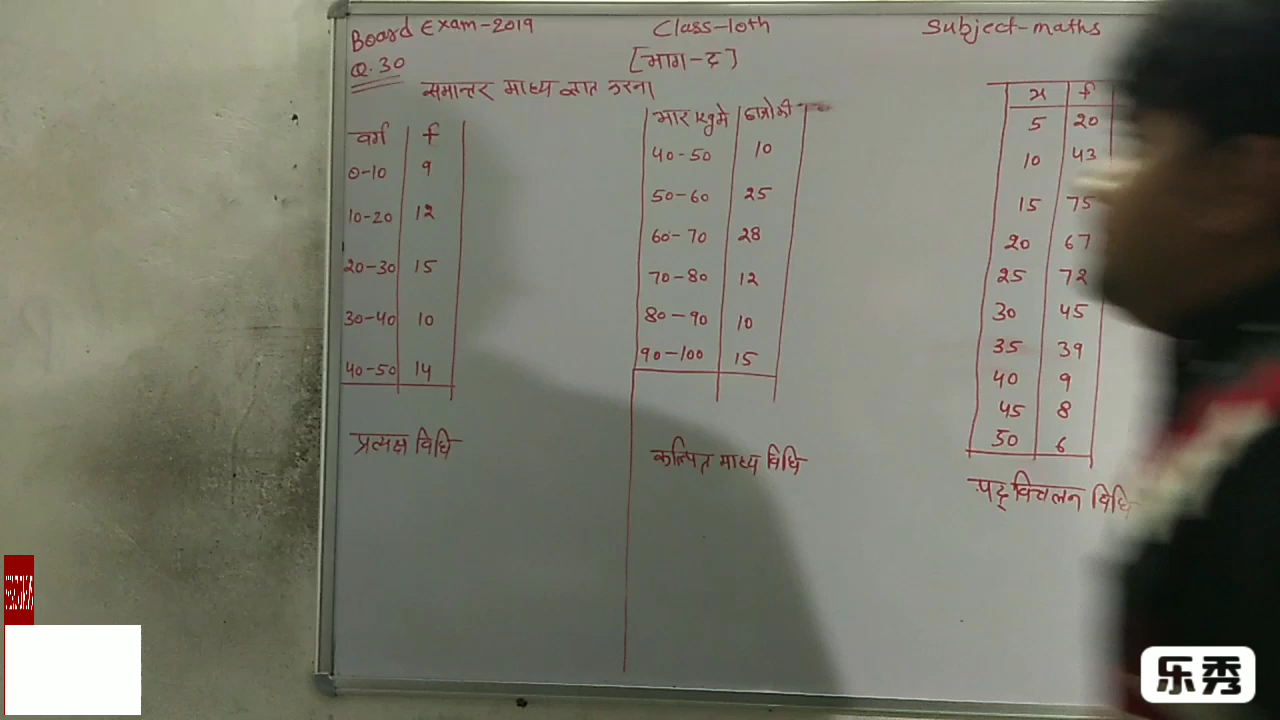 Board Exam-2019 Class-10th Subject-maths
Q.30 [भाग-द]
समान्तर माध्य ज्ञात करना
वर्ग f
0-10 9
10-20 12
20-30 15
30-40 10
40-50 14
प्रत्यक्ष विधि
भार Kgमे छात्रोकी
40-50 10
50-60 25
60-70 28
70-80 12
80-90 10
90-100 15
कल्पित माध्य विधि
x f
5 20
10 43
15 75
20 67
25 72
30 45
35 39
40 9
45 8
50 6
पद् विचलन विधि
乐秀